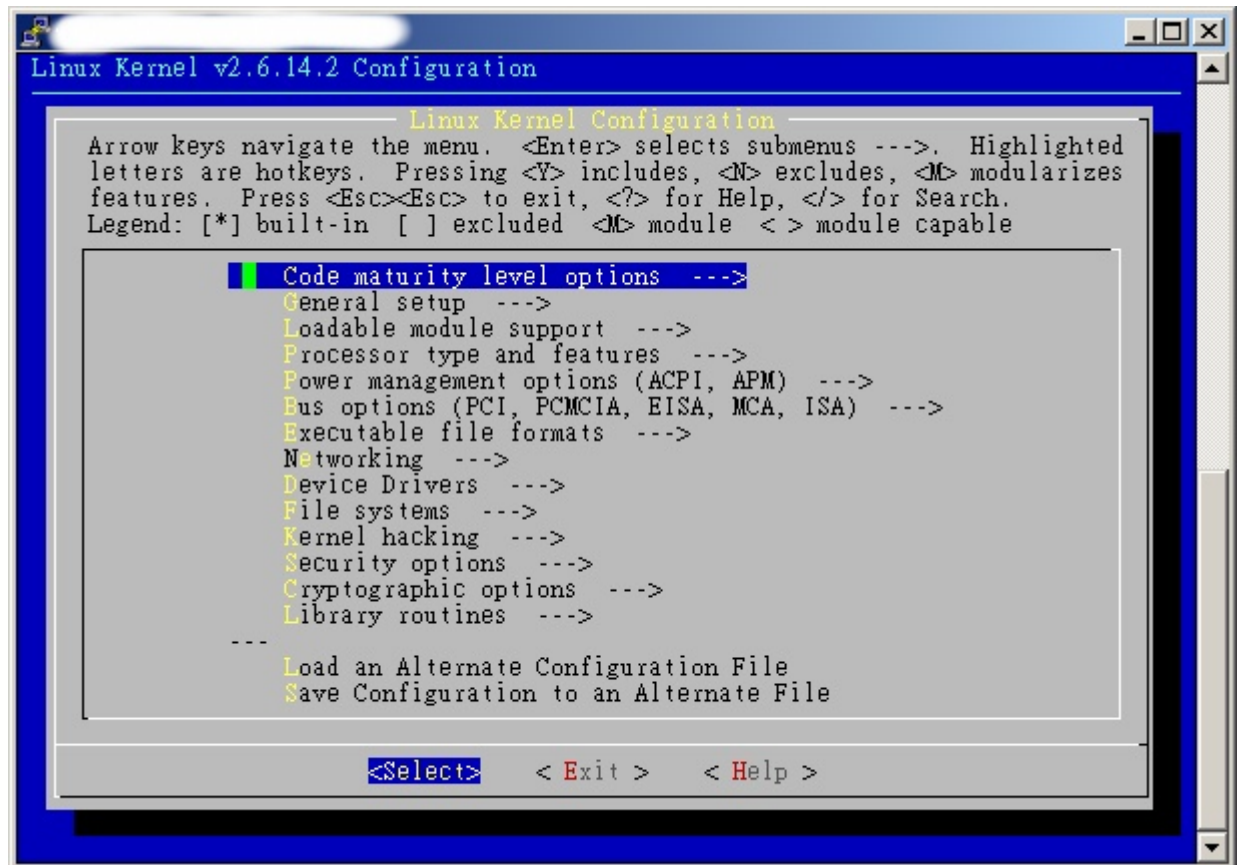 Linux Kernel v2.6.14.2 Configuration
Linux Kernel Configuration
Arrow keys navigate the menu.  <Enter> selects submenus --->.  Highlighted
letters are hotkeys.  Pressing <Y> includes, <N> excludes, <M> modularizes
features.  Press <Esc><Esc> to exit, <?> for Help, </> for Search.
Legend: [*] built-in  [ ] excluded  <M> module  < > module capable
Code maturity level options  --->
General setup  --->
Loadable module support  --->
Processor type and features  --->
Power management options (ACPI, APM)  --->
Bus options (PCI, PCMCIA, EISA, MCA, ISA)  --->
Executable file formats  --->
Networking  --->
Device Drivers  --->
File systems  --->
Kernel hacking  --->
Security options  --->
Cryptographic options  --->
Library routines  --->
---
Load an Alternate Configuration File
Save Configuration to an Alternate File
<Select>    < Exit >    < Help >